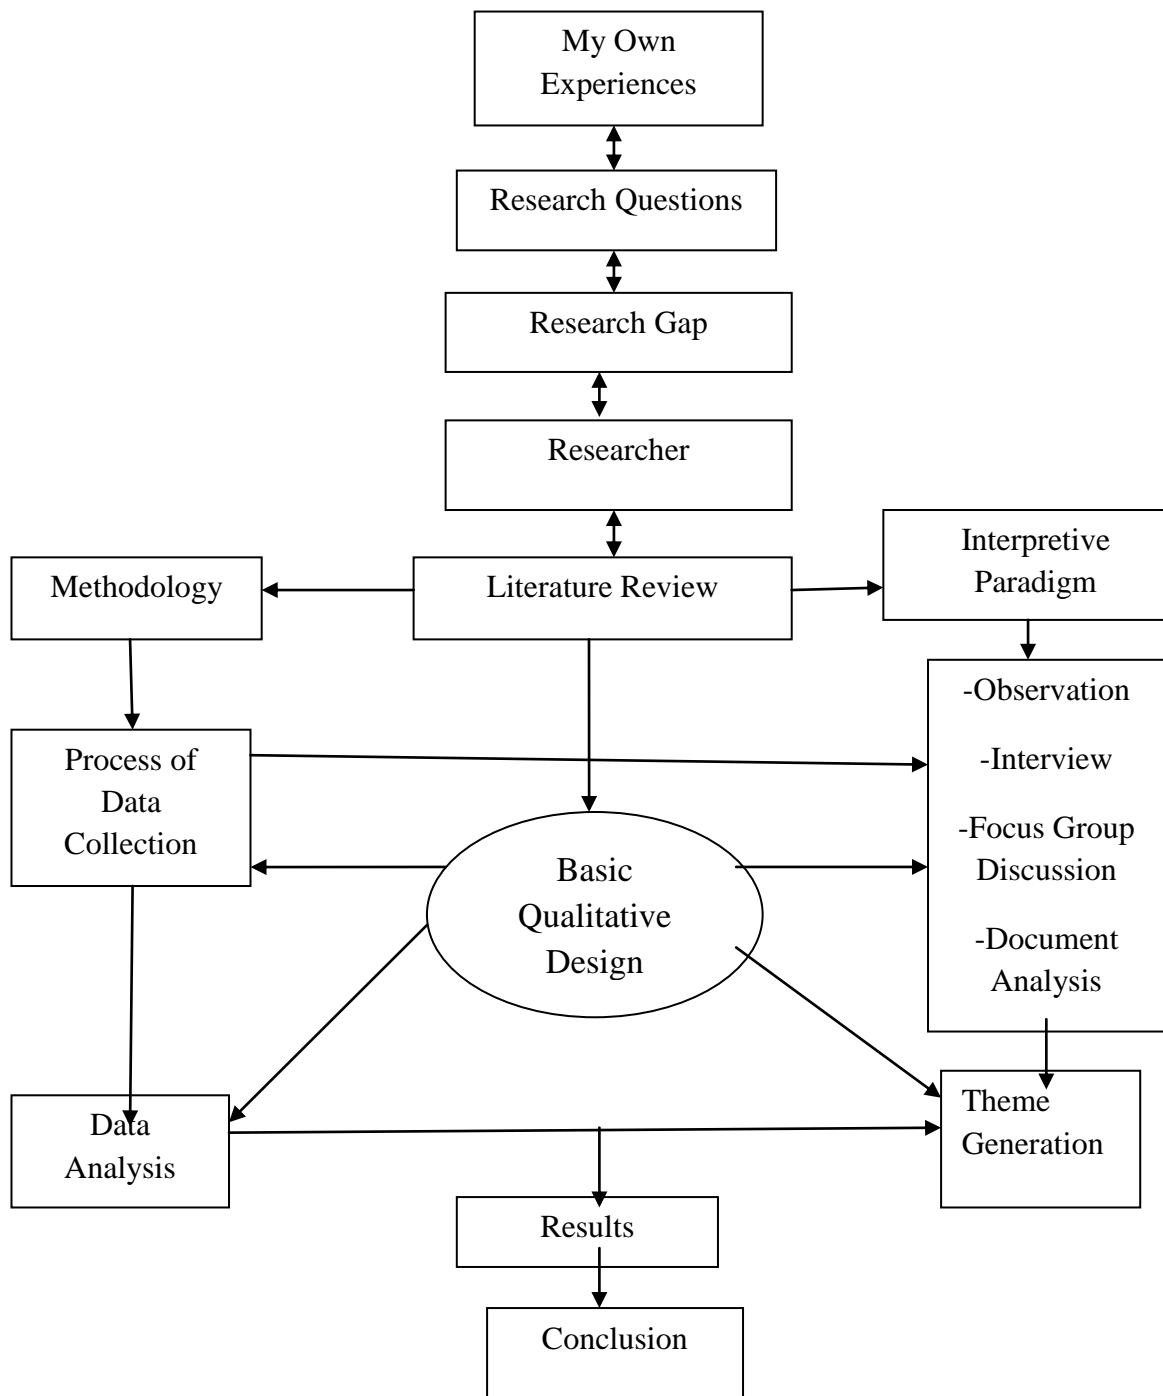 My Own
Experiences
Research Questions
Research Gap
Researcher
Interpretive
Paradigm
Methodology
Literature Review
-Observation
-Interview
-Focus Group
Discussion
-Document
Analysis
Process of
Data
Collection
Basic
Qualitative
Design
Data
Analysis
Theme
Generation
Results
Conclusion